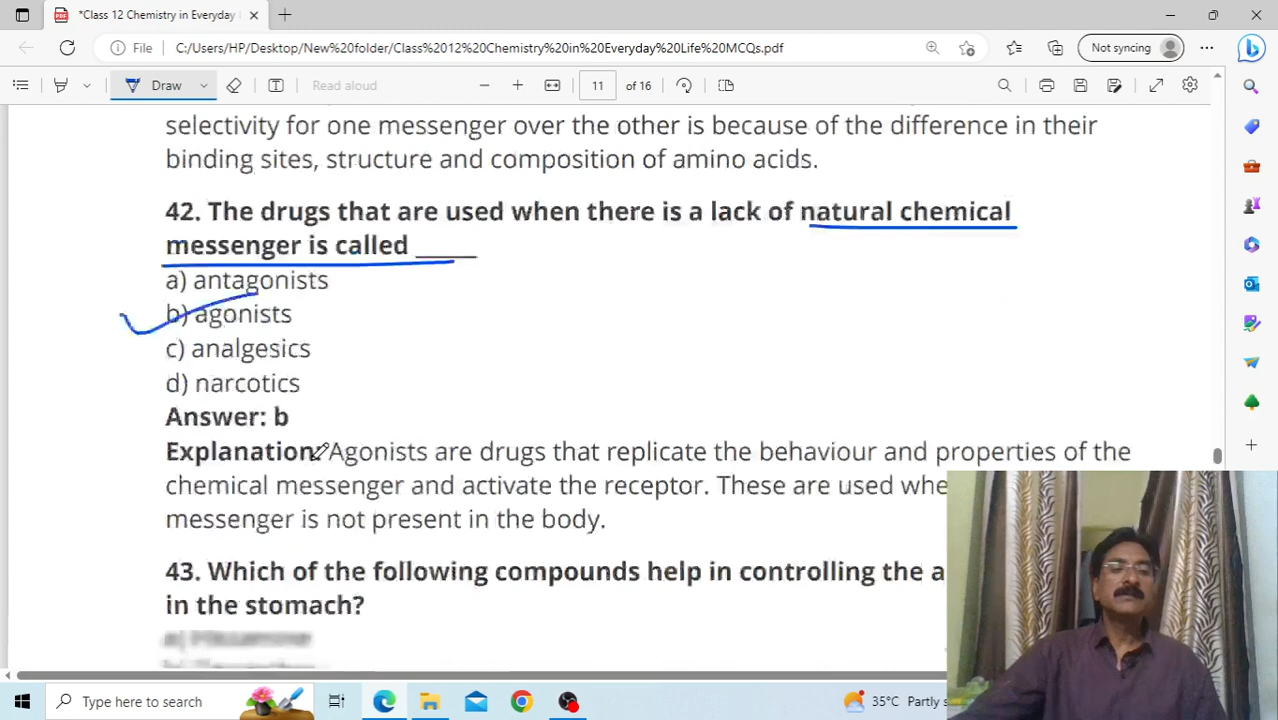 *Class 12 Chemistry in Everyday
File
C:/Users/HP/Desktop/New%20folder/Class%2012%20Chemistry%20in%20Everyday%20Life%20MCQs.pdf
Not syncing
Draw
Read aloud
11
of 16
selectivity for one messenger over the other is because of the difference in their
binding sites, structure and composition of amino acids.
42. The drugs that are used when there is a lack of natural chemical
messenger is called _____
a) antagonists
b) agonists
c) analgesics
d) narcotics
Answer: b
Explanation: Agonists are drugs that replicate the behaviour and properties of the
chemical messenger and activate the receptor. These are used
messenger is not present in the body.
43. Which of the following compounds help in controlling the
in the stomach?
a) Histamine
Type here to search
35°C Partly